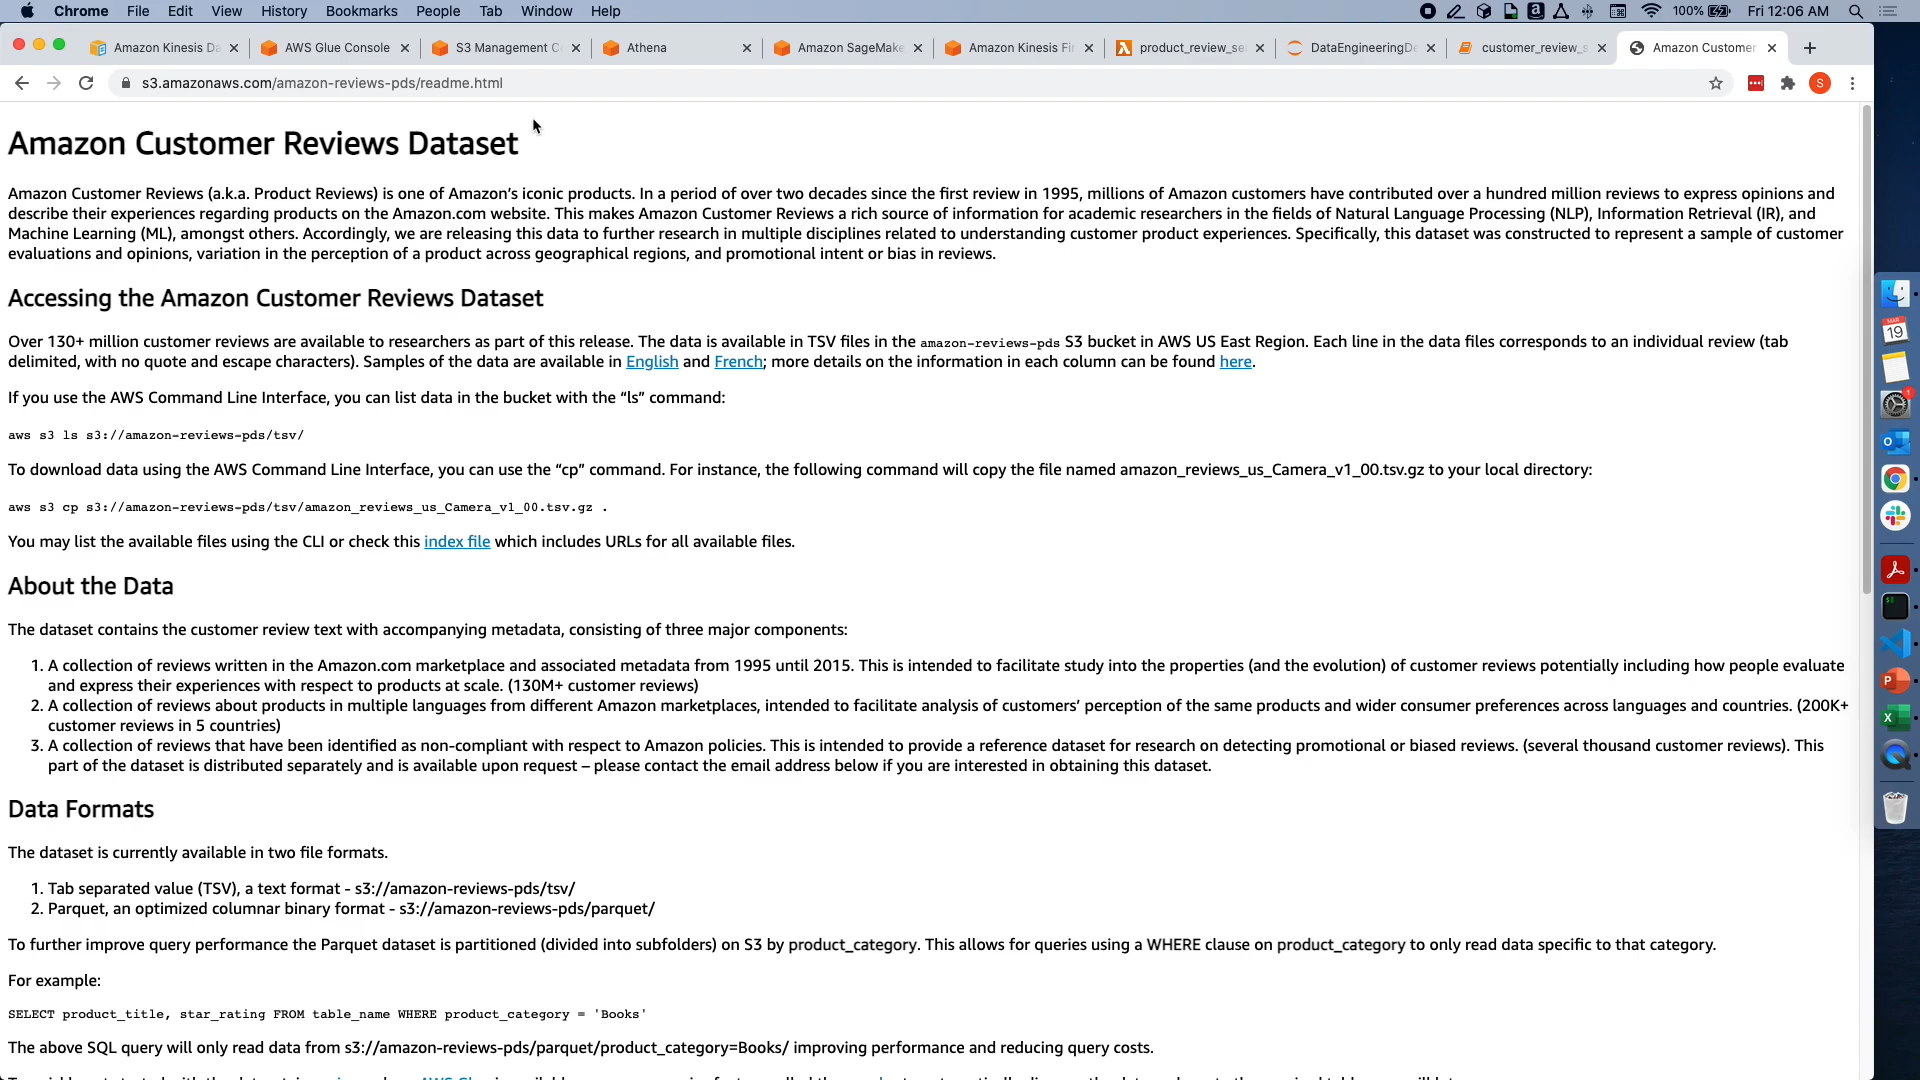 Chrome File Edit View History Bookmarks People Tab Window Help 100% Fri 12:06 AM
Amazon Kinesis Da AWS Glue Console S3 Management C Athena Amazon SageMake Amazon Kinesis Fir product_review_se DataEngineeringDe customer_review_s Amazon Customer
s3.amazonaws.com/amazon-reviews-pds/readme.html S
Amazon Customer Reviews Dataset
Amazon Customer Reviews (a.k.a. Product Reviews) is one of Amazon's iconic products. In a period of over two decades since the first review in 1995, millions of Amazon customers have contributed over a hundred million reviews to express opinions and
describe their experiences regarding products on the Amazon.com website. This makes Amazon Customer Reviews a rich source of information for academic researchers in the fields of Natural Language Processing (NLP), Information Retrieval (IR), and
Machine Learning (ML), amongst others. Accordingly, we are releasing this data to further research in multiple disciplines related to understanding customer product experiences. Specifically, this dataset was constructed to represent a sample of customer
evaluations and opinions, variation in the perception of a product across geographical regions, and promotional intent or bias in reviews.
Accessing the Amazon Customer Reviews Dataset
Over 130+ million customer reviews are available to researchers as part of this release. The data is available in TSV files in the amazon-reviews-pds S3 bucket in AWS US East Region. Each line in the data files corresponds to an individual review (tab
delimited, with no quote and escape characters). Samples of the data are available in English and French; more details on the information in each column can be found here.
If you use the AWS Command Line Interface, you can list data in the bucket with the “ls” command:
aws s3 ls s3://amazon-reviews-pds/tsv/
To download data using the AWS Command Line Interface, you can use the “cp” command. For instance, the following command will copy the file named amazon_reviews_us_Camera_v1_00.tsv.gz to your local directory:
aws s3 cp s3://amazon-reviews-pds/tsv/amazon_reviews_us_Camera_v1_00.tsv.gz .
You may list the available files using the CLI or check this index file which includes URLs for all available files.
About the Data
The dataset contains the customer review text with accompanying metadata, consisting of three major components:
1. A collection of reviews written in the Amazon.com marketplace and associated metadata from 1995 until 2015. This is intended to facilitate study into the properties (and the evolution) of customer reviews potentially including how people evaluate
and express their experiences with respect to products at scale. (130M+ customer reviews)
2. A collection of reviews about products in multiple languages from different Amazon marketplaces, intended to facilitate analysis of customers’ perception of the same products and wider consumer preferences across languages and countries. (200K+
customer reviews in 5 countries)
3. A collection of reviews that have been identified as non-compliant with respect to Amazon policies. This is intended to provide a reference dataset for research on detecting promotional or biased reviews. (several thousand customer reviews). This
part of the dataset is distributed separately and is available upon request – please contact the email address below if you are interested in obtaining this dataset.
Data Formats
The dataset is currently available in two file formats.
1. Tab separated value (TSV), a text format - s3://amazon-reviews-pds/tsv/
2. Parquet, an optimized columnar binary format - s3://amazon-reviews-pds/parquet/
To further improve query performance the Parquet dataset is partitioned (divided into subfolders) on S3 by product_category. This allows for queries using a WHERE clause on product_category to only read data specific to that category.
For example:
SELECT product_title, star_rating FROM table_name WHERE product_category = 'Books'
The above SQL query will only read data from s3://amazon-reviews-pds/parquet/product_category=Books/ improving performance and reducing query costs.